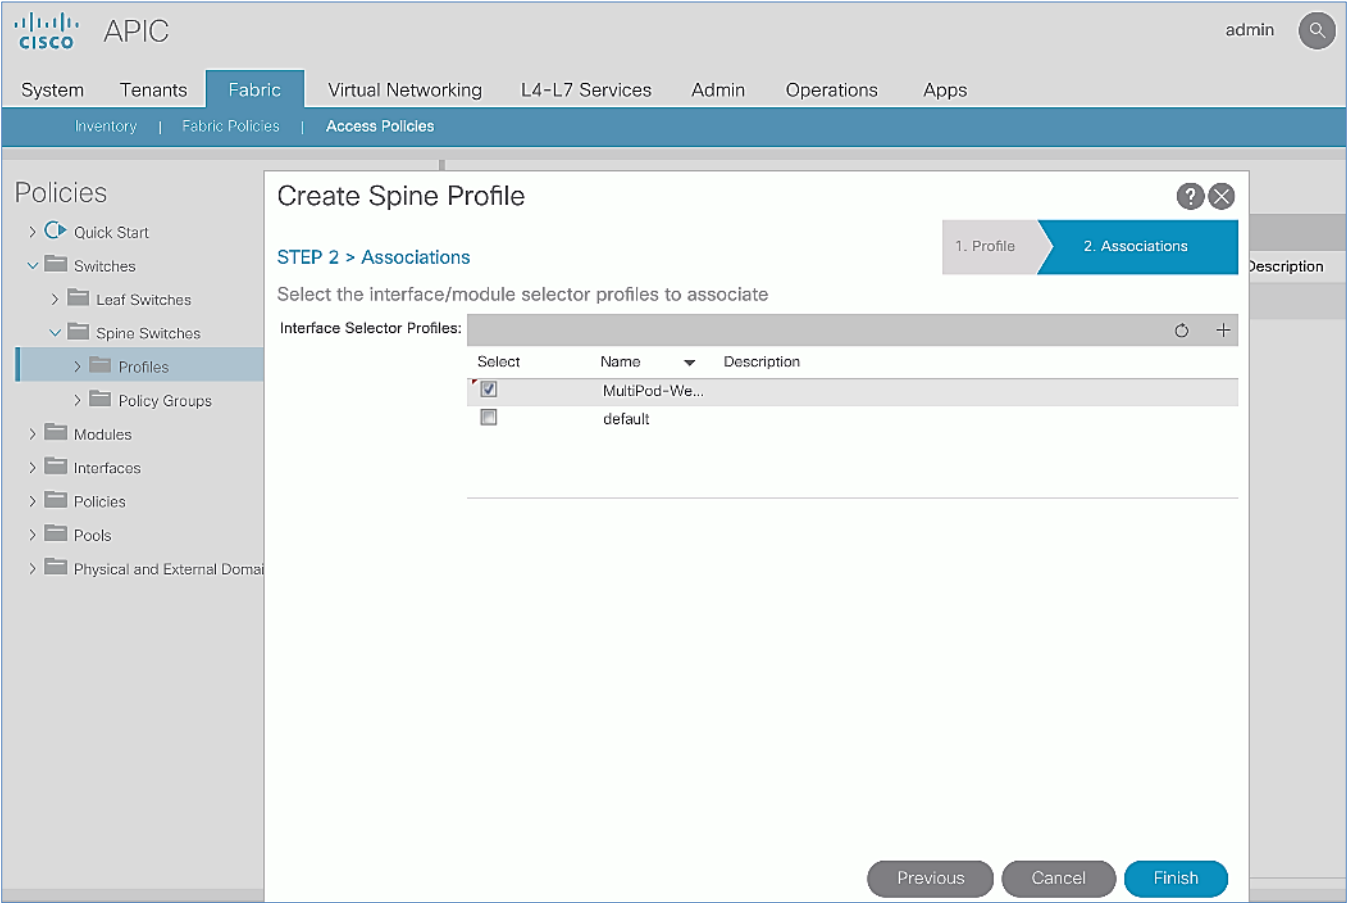 CISCO APIC admin
System Tenants Fabric Virtual Networking L4-L7 Services Admin Operations Apps
Inventory | Fabric Policies | Access Policies
Policies
Quick Start
Switches
Leaf Switches
Spine Switches
Profiles
Policy Groups
Modules
Interfaces
Policies
Pools
Physical and External Domai
Create Spine Profile
?
STEP 2 > Associations
1. Profile 2. Associations
Description
Select the interface/module selector profiles to associate
Interface Selector Profiles:
Select Name Description
MultiPod-We...
default
Previous Cancel Finish